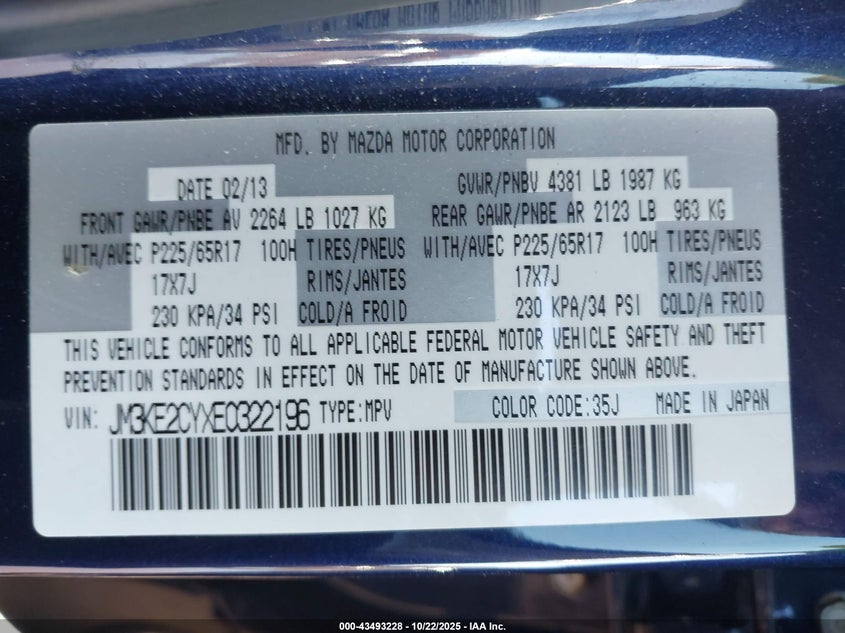 MFD. BY MAZDA MOTOR CORPORATION
DATE 02/13 GVWR/PNBV 4381 LB 1987 KG
FRONT GAWR/PNBE AV 2264 LB 1027 KG REAR GAWR/PNBE AR 2123 LB 963 KG
WITH/AVEC P225/65R17 100H TIRES/PNEUS WITH/AVEC P225/65R17 100H TIRES/PNEUS
17X7J RIMS/JANTES 17X7J RIMS/JANTES
230 KPA/34 PSI COLD/A FROID 230 KPA/34 PSI COLD/A FROID
THIS VEHICLE CONFORMS TO ALL APPLICABLE FEDERAL MOTOR VEHICLE SAFETY AND THEFT
PREVENTION STANDARDS IN EFFECT ON THE DATE OF MANUFACTURE SHOWN ABOVE.
VIN: JM3KE2CYXE0322196 TYPE:MPV COLOR CODE:35J MADE IN JAPAN
000-43493228 - 10/22/2025 - IAA Inc.